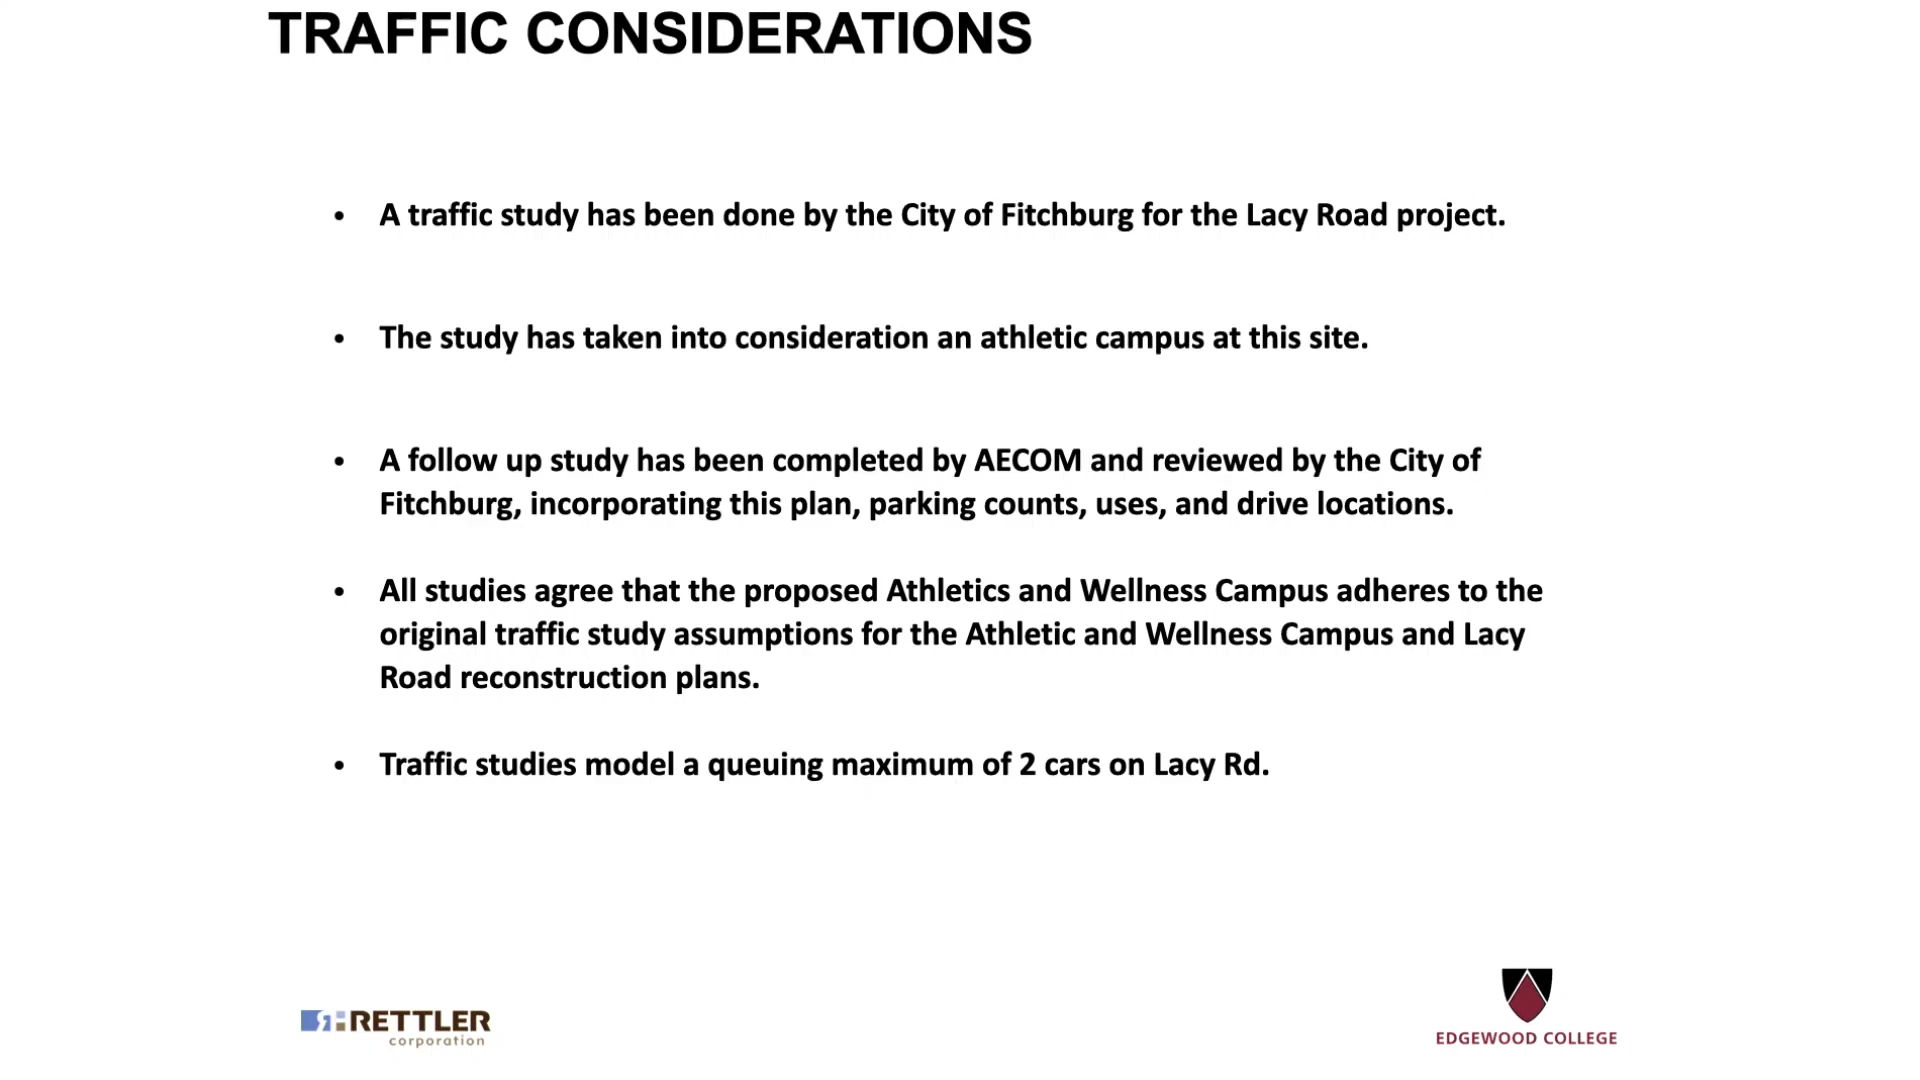 TRAFFIC CONSIDERATIONS
• A traffic study has been done by the City of Fitchburg for the Lacy Road project.
• The study has taken into consideration an athletic campus at this site.
• A follow up study has been completed by AECOM and reviewed by the City of
Fitchburg, incorporating this plan, parking counts, uses, and drive locations.
• All studies agree that the proposed Athletics and Wellness Campus adheres to the
original traffic study assumptions for the Athletic and Wellness Campus and Lacy
Road reconstruction plans.
• Traffic studies model a queuing maximum of 2 cars on Lacy Rd.
RETTLER
corporation
EDGEWOOD COLLEGE